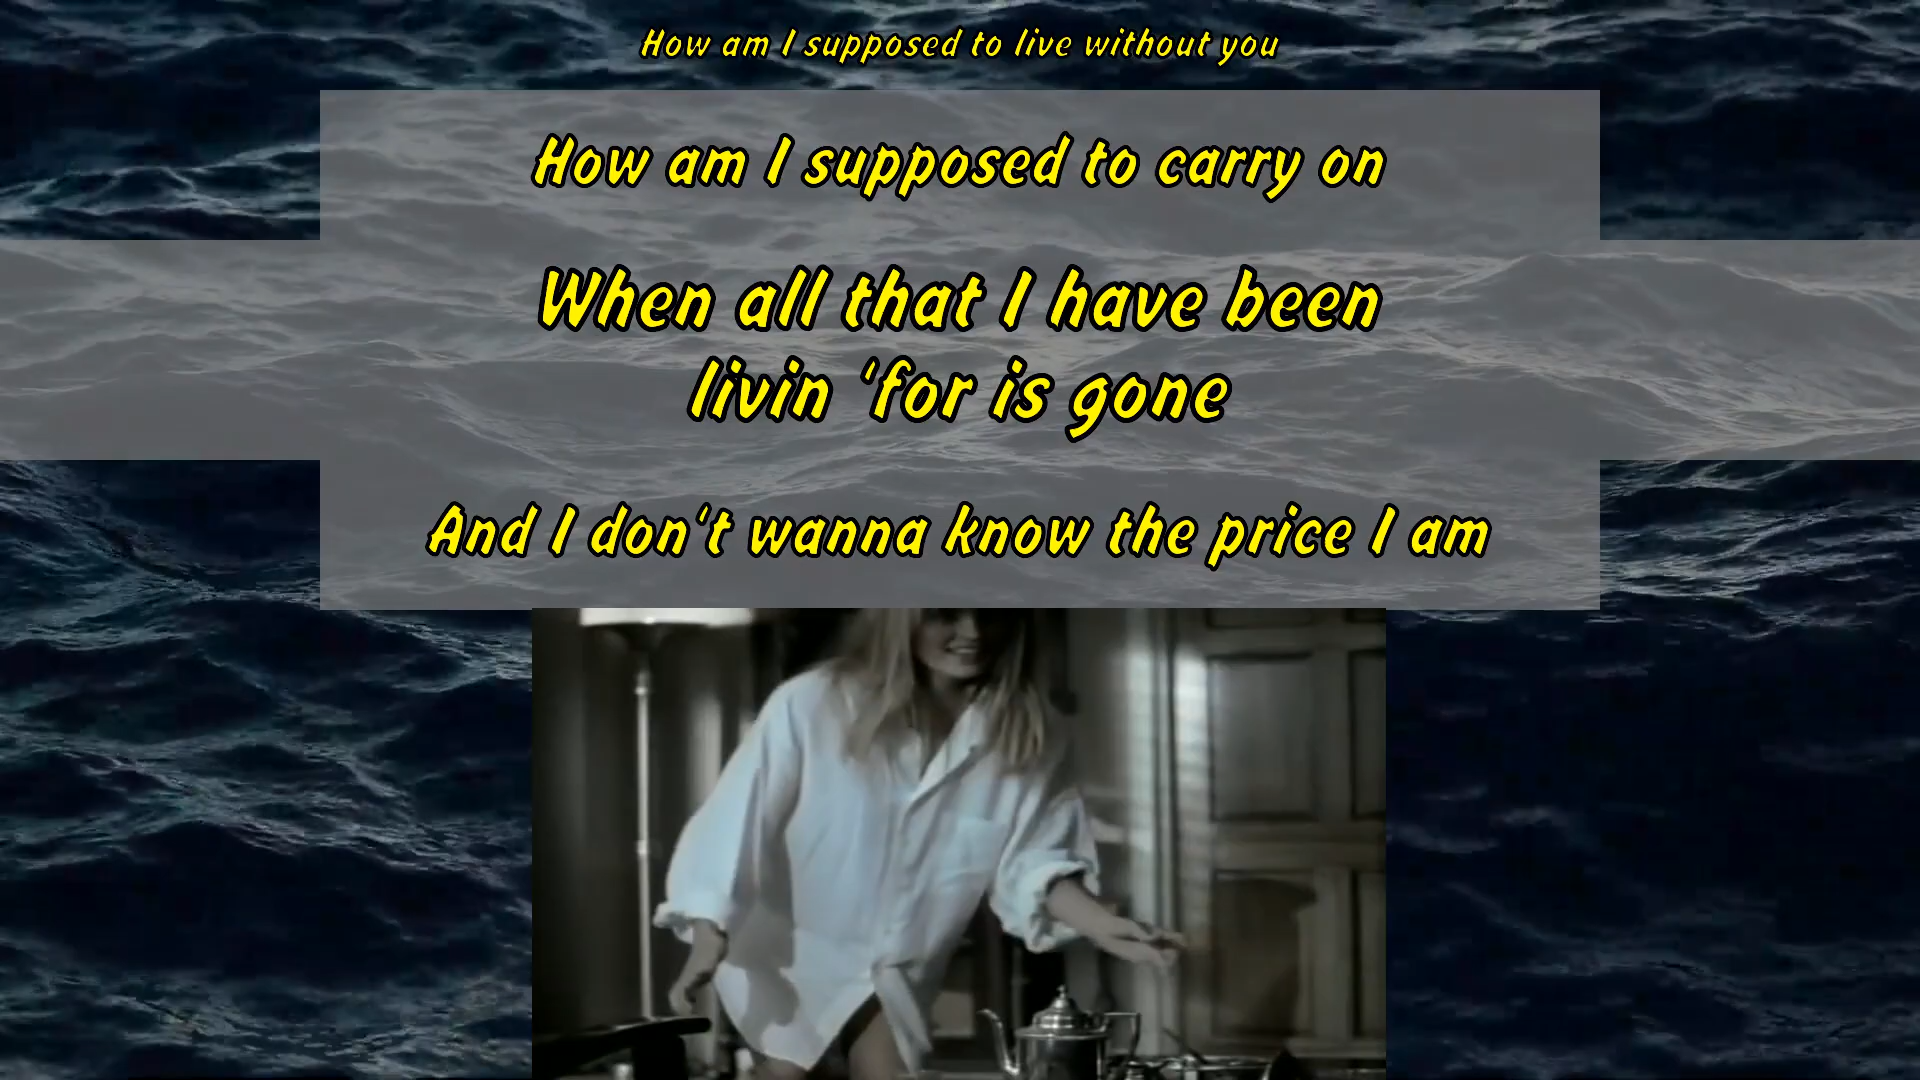 How am I supposed to live without you
How am I supposed to carry on
When all that I have been
livin 'for is gone
And I don't wanna know the price I am